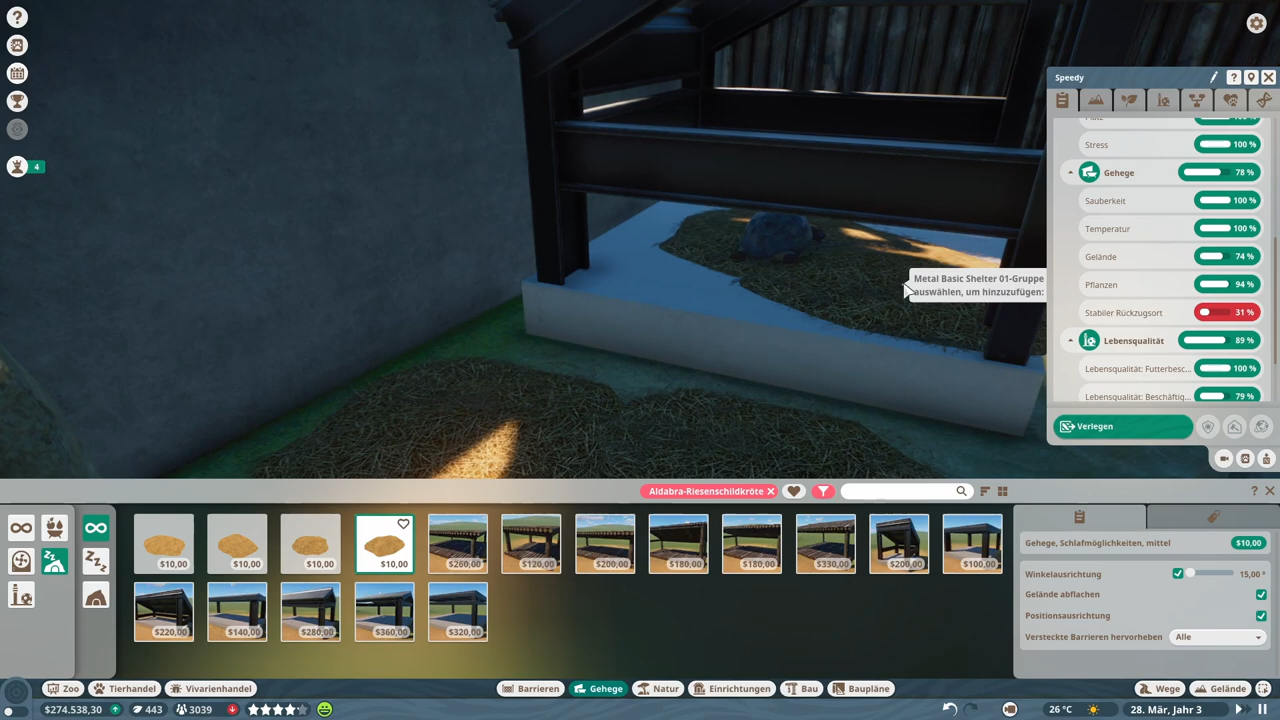 4
Speedy
?
Platz 100 %
Stress 100 %
Gehege 78 %
Sauberkeit 100 %
Temperatur 100 %
Gelände 74 %
Pflanzen 94 %
Stabiler Rückzugsort 31 %
Lebensqualität 89 %
Lebensqualität: Futterbesc... 100 %
Lebensqualität: Beschäftig... 79 %
Verlegen
Metal Basic Shelter 01-Gruppe
auswählen, um hinzuzufügen:
Aldabra-Riesenschildkröte
?
$10,00 $10,00 $10,00 $10,00 $260,00 $120,00 $200,00 $180,00 $180,00 $330,00 $200,00 $100,00
$220,00 $140,00 $280,00 $360,00 $320,00
Gehege, Schlafmöglichkeiten, mittel $10,00
Winkelausrichtung 15,00 °
Gelände abflachen
Positionsausrichtung
Versteckte Barrieren hervorheben Alle
Zoo Tierhandel Vivarienhandel Barrieren Gehege Natur Einrichtungen Bau Baupläne Wege Gelände
$274.538,30 443 3039 26 °C 28. Mär, Jahr 3